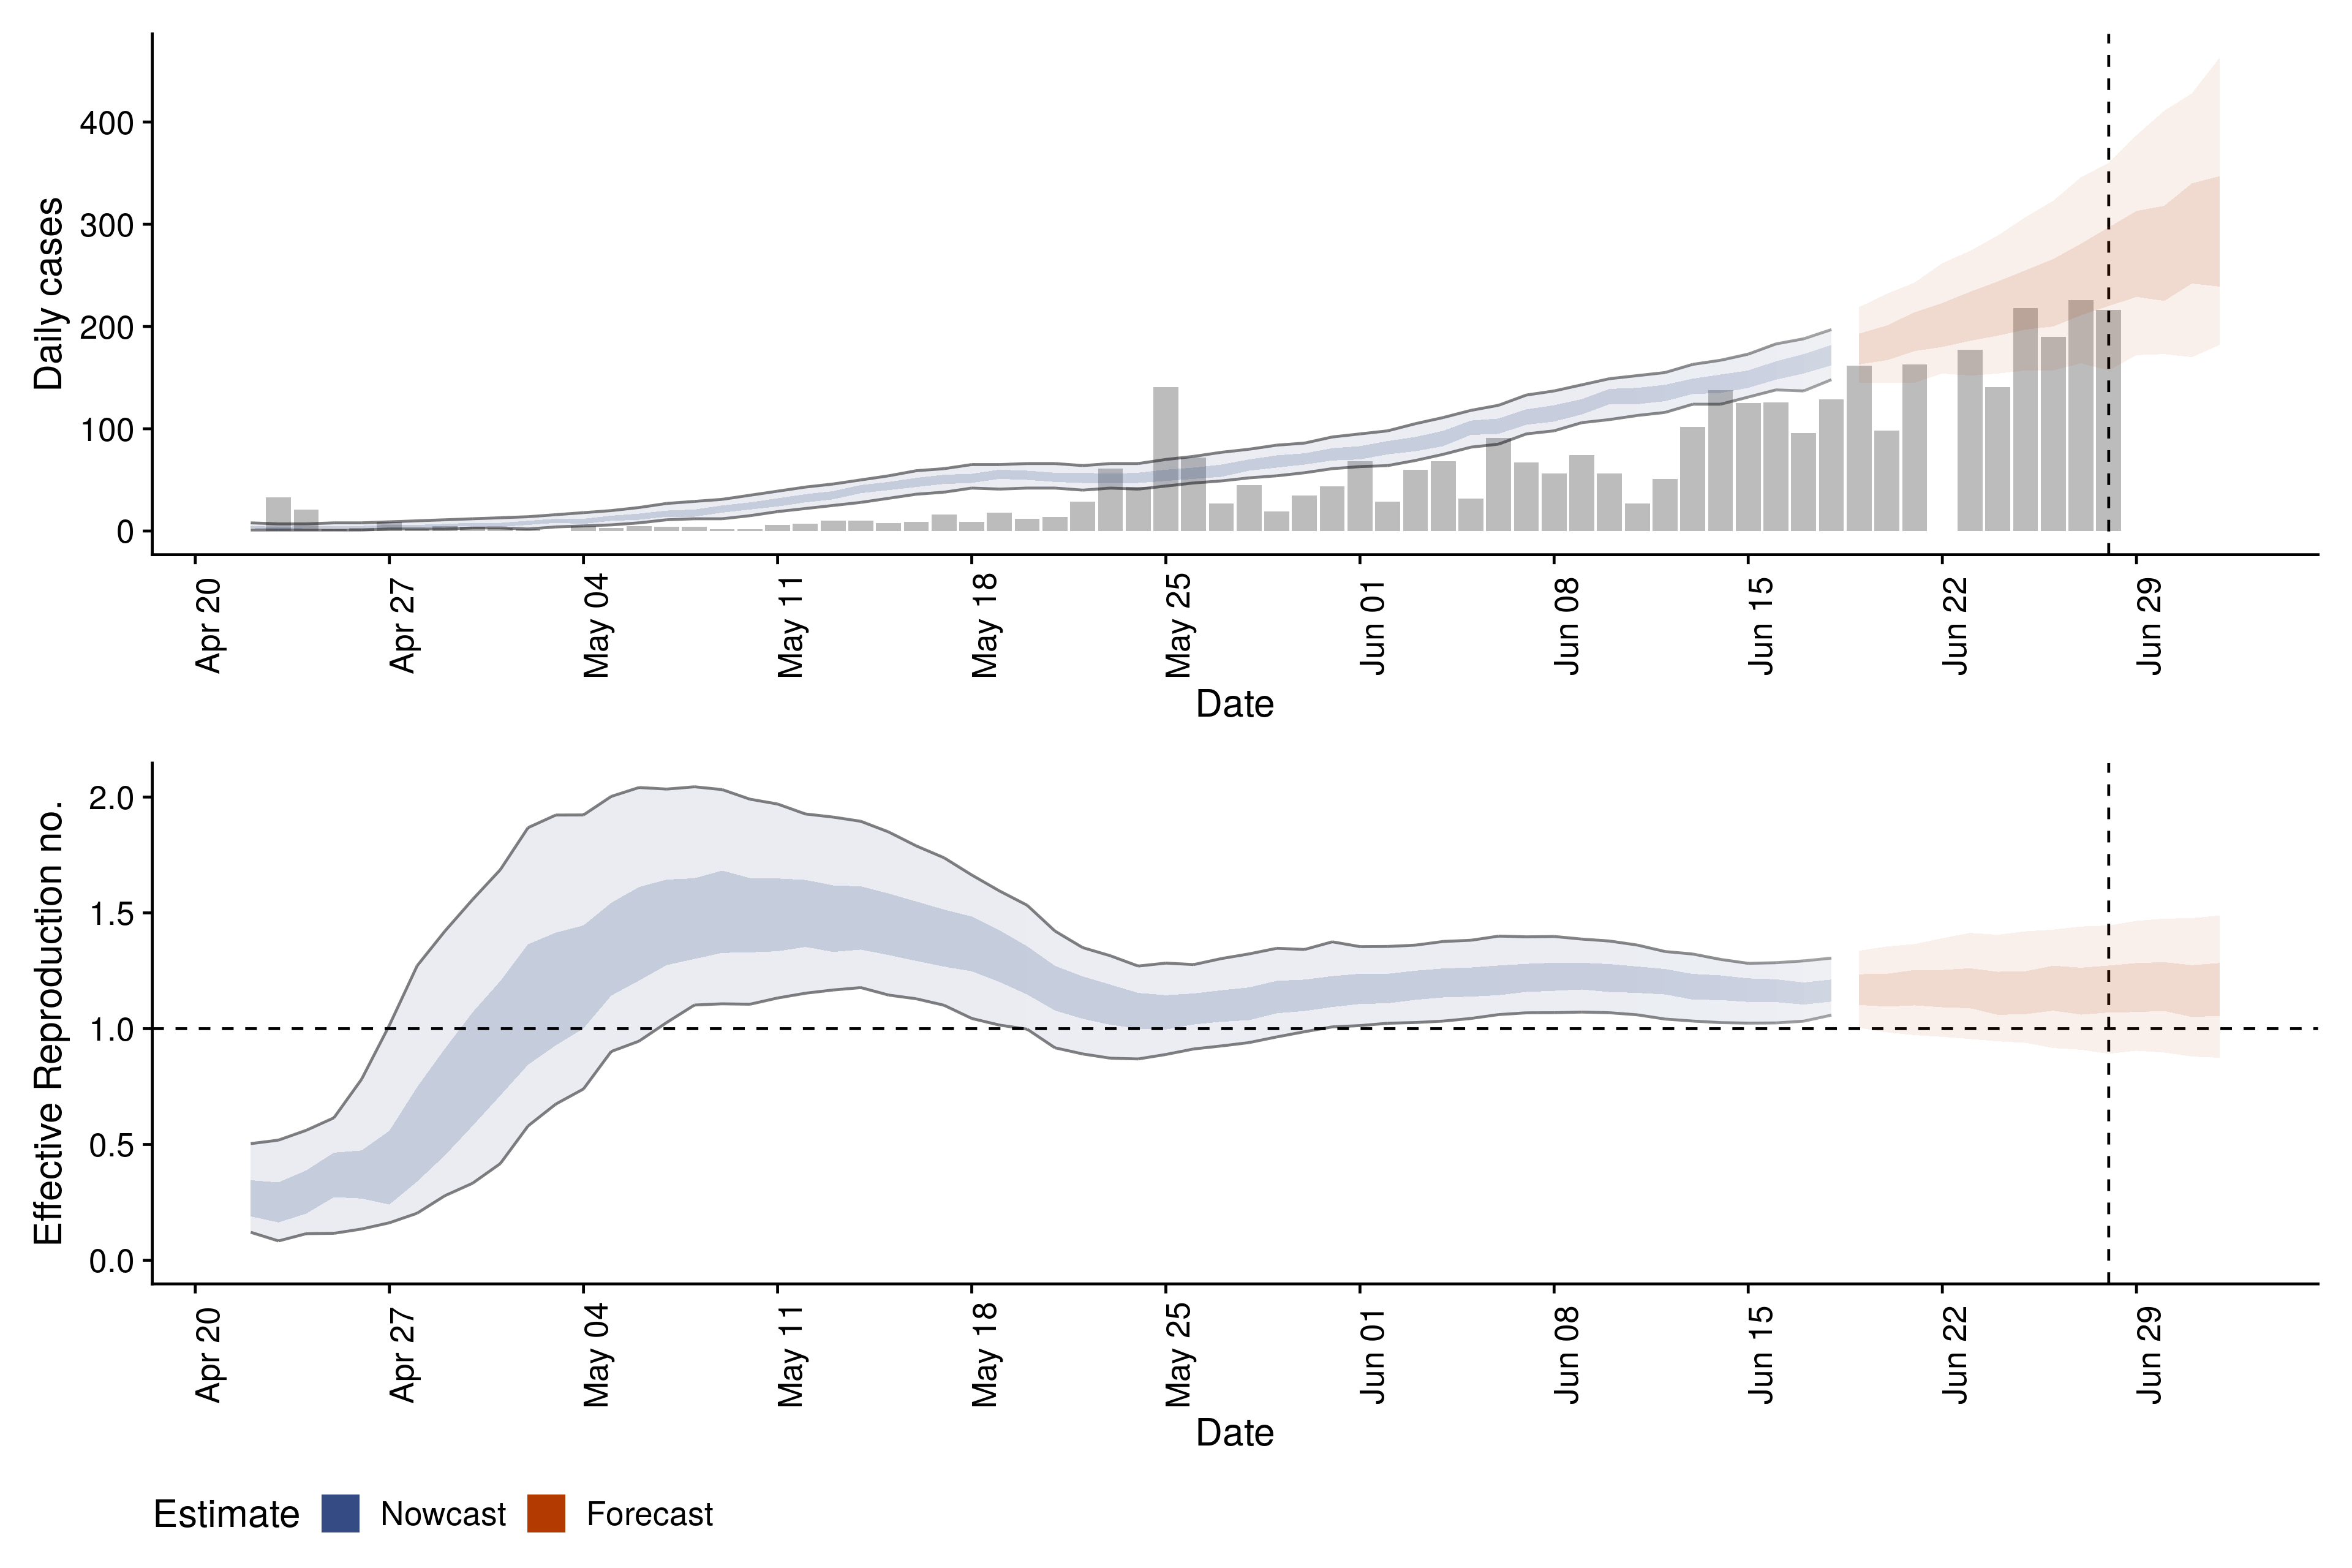 Daily cases
400
300
200
100
0
Apr 20
Apr 27
May 04
May 11
May 18
May 25
Jun 01
Jun 08
Jun 15
Jun 22
Jun 29
Date
Effective Reproduction no.
2.0
1.5
1.0
0.5
0.0
Apr 20
Apr 27
May 04
May 11
May 18
May 25
Jun 01
Jun 08
Jun 15
Jun 22
Jun 29
Date
Estimate Nowcast Forecast